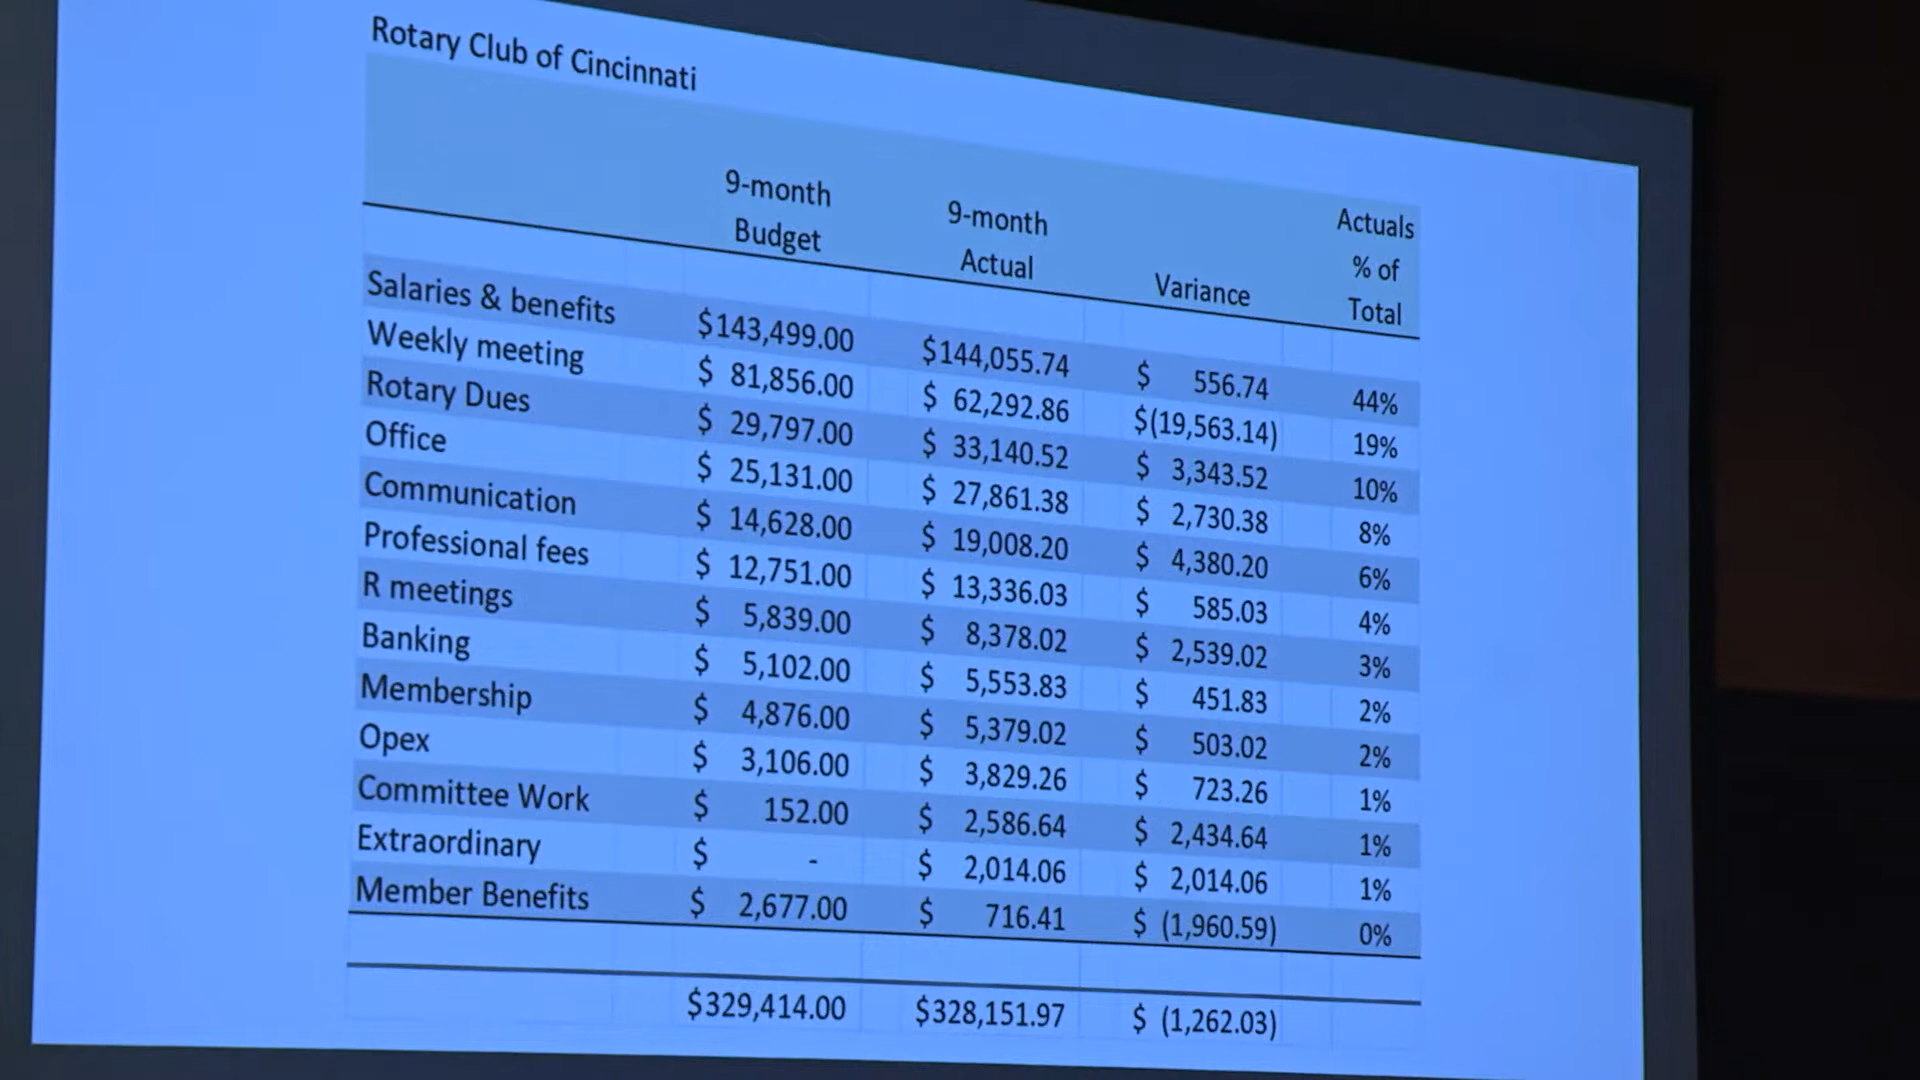 Rotary Club of Cincinnati
9-month Budget 9-month Actual Variance Actuals % of Total
Salaries & benefits $143,499.00 $144,055.74 $ 556.74 44%
Weekly meeting $ 81,856.00 $ 62,292.86 $(19,563.14) 19%
Rotary Dues $ 29,797.00 $ 33,140.52 $ 3,343.52 10%
Office $ 25,131.00 $ 27,861.38 $ 2,730.38 8%
Communication $ 14,628.00 $ 19,008.20 $ 4,380.20 6%
Professional fees $ 12,751.00 $ 13,336.03 $ 585.03 4%
R meetings $ 5,839.00 $ 8,378.02 $ 2,539.02 3%
Banking $ 5,102.00 $ 5,553.83 $ 451.83 2%
Membership $ 4,876.00 $ 5,379.02 $ 503.02 2%
Opex $ 3,106.00 $ 3,829.26 $ 723.26 1%
Committee Work $ 152.00 $ 2,586.64 $ 2,434.64 1%
Extraordinary $ - $ 2,014.06 $ 2,014.06 1%
Member Benefits $ 2,677.00 $ 716.41 $ (1,960.59) 0%
$329,414.00 $328,151.97 $ (1,262.03)